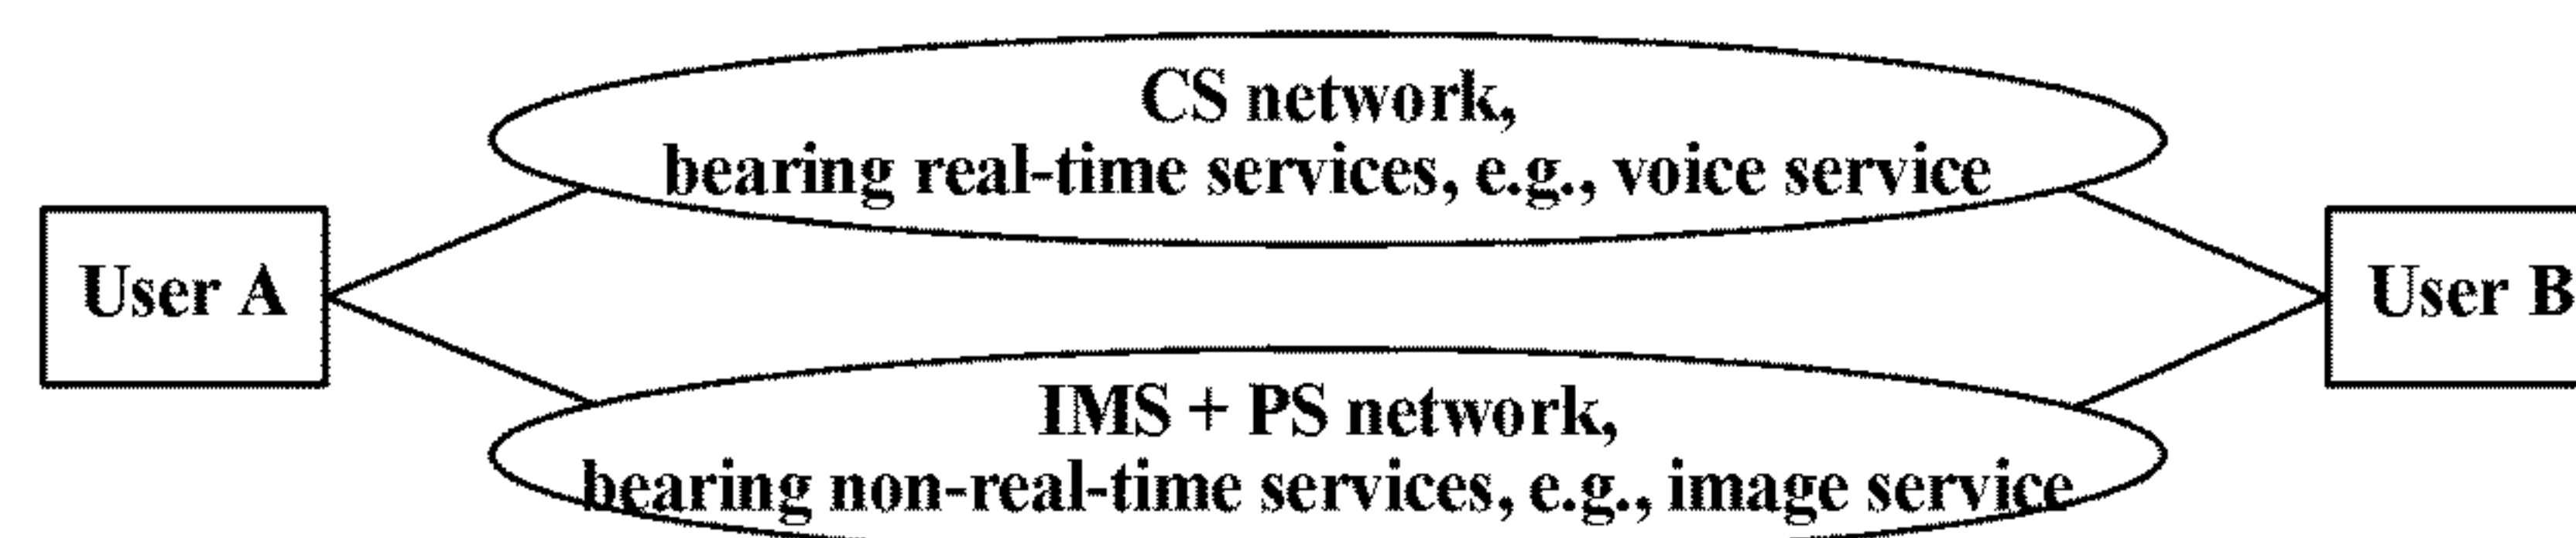 CS network,
bearing real-time services, e.g., voice service
User A
User B
IMS + PS network,
bearing non-real-time services, e.g., image service